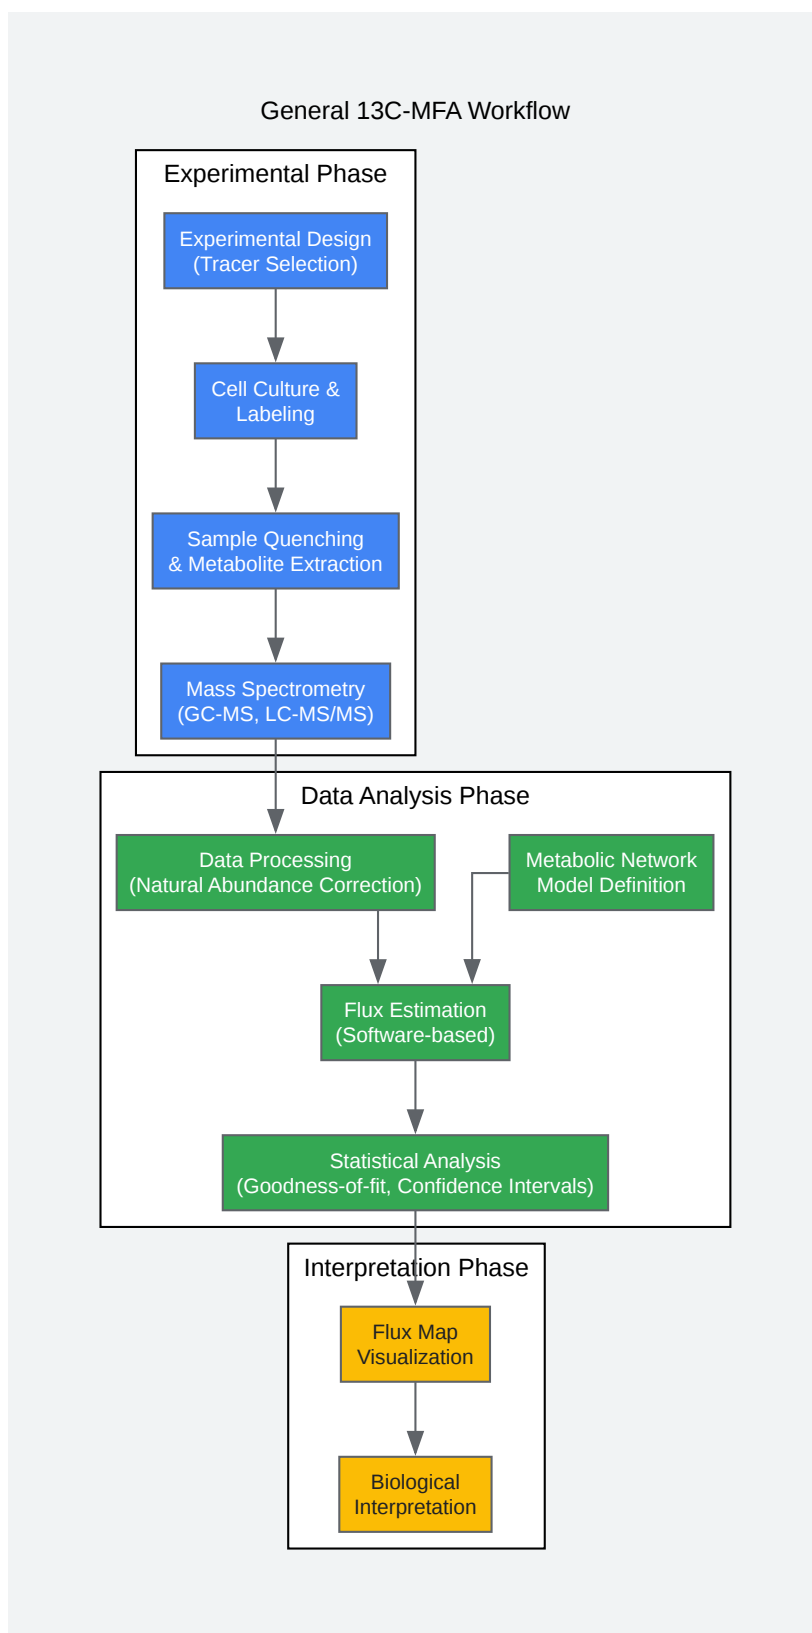 General 13C-MFA Workflow
Experimental Phase
Experimental Design
(Tracer Selection)
Cell Culture &
Labeling
Sample Quenching
& Metabolite Extraction
Mass Spectrometry
(GC-MS, LC-MS/MS)
Data Analysis Phase
Data Processing
(Natural Abundance Correction)
Metabolic Network
Model Definition
Flux Estimation
(Software-based)
Statistical Analysis
(Goodness-of-fit, Confidence Intervals)
Interpretation Phase
Flux Map
Visualization
Biological
Interpretation